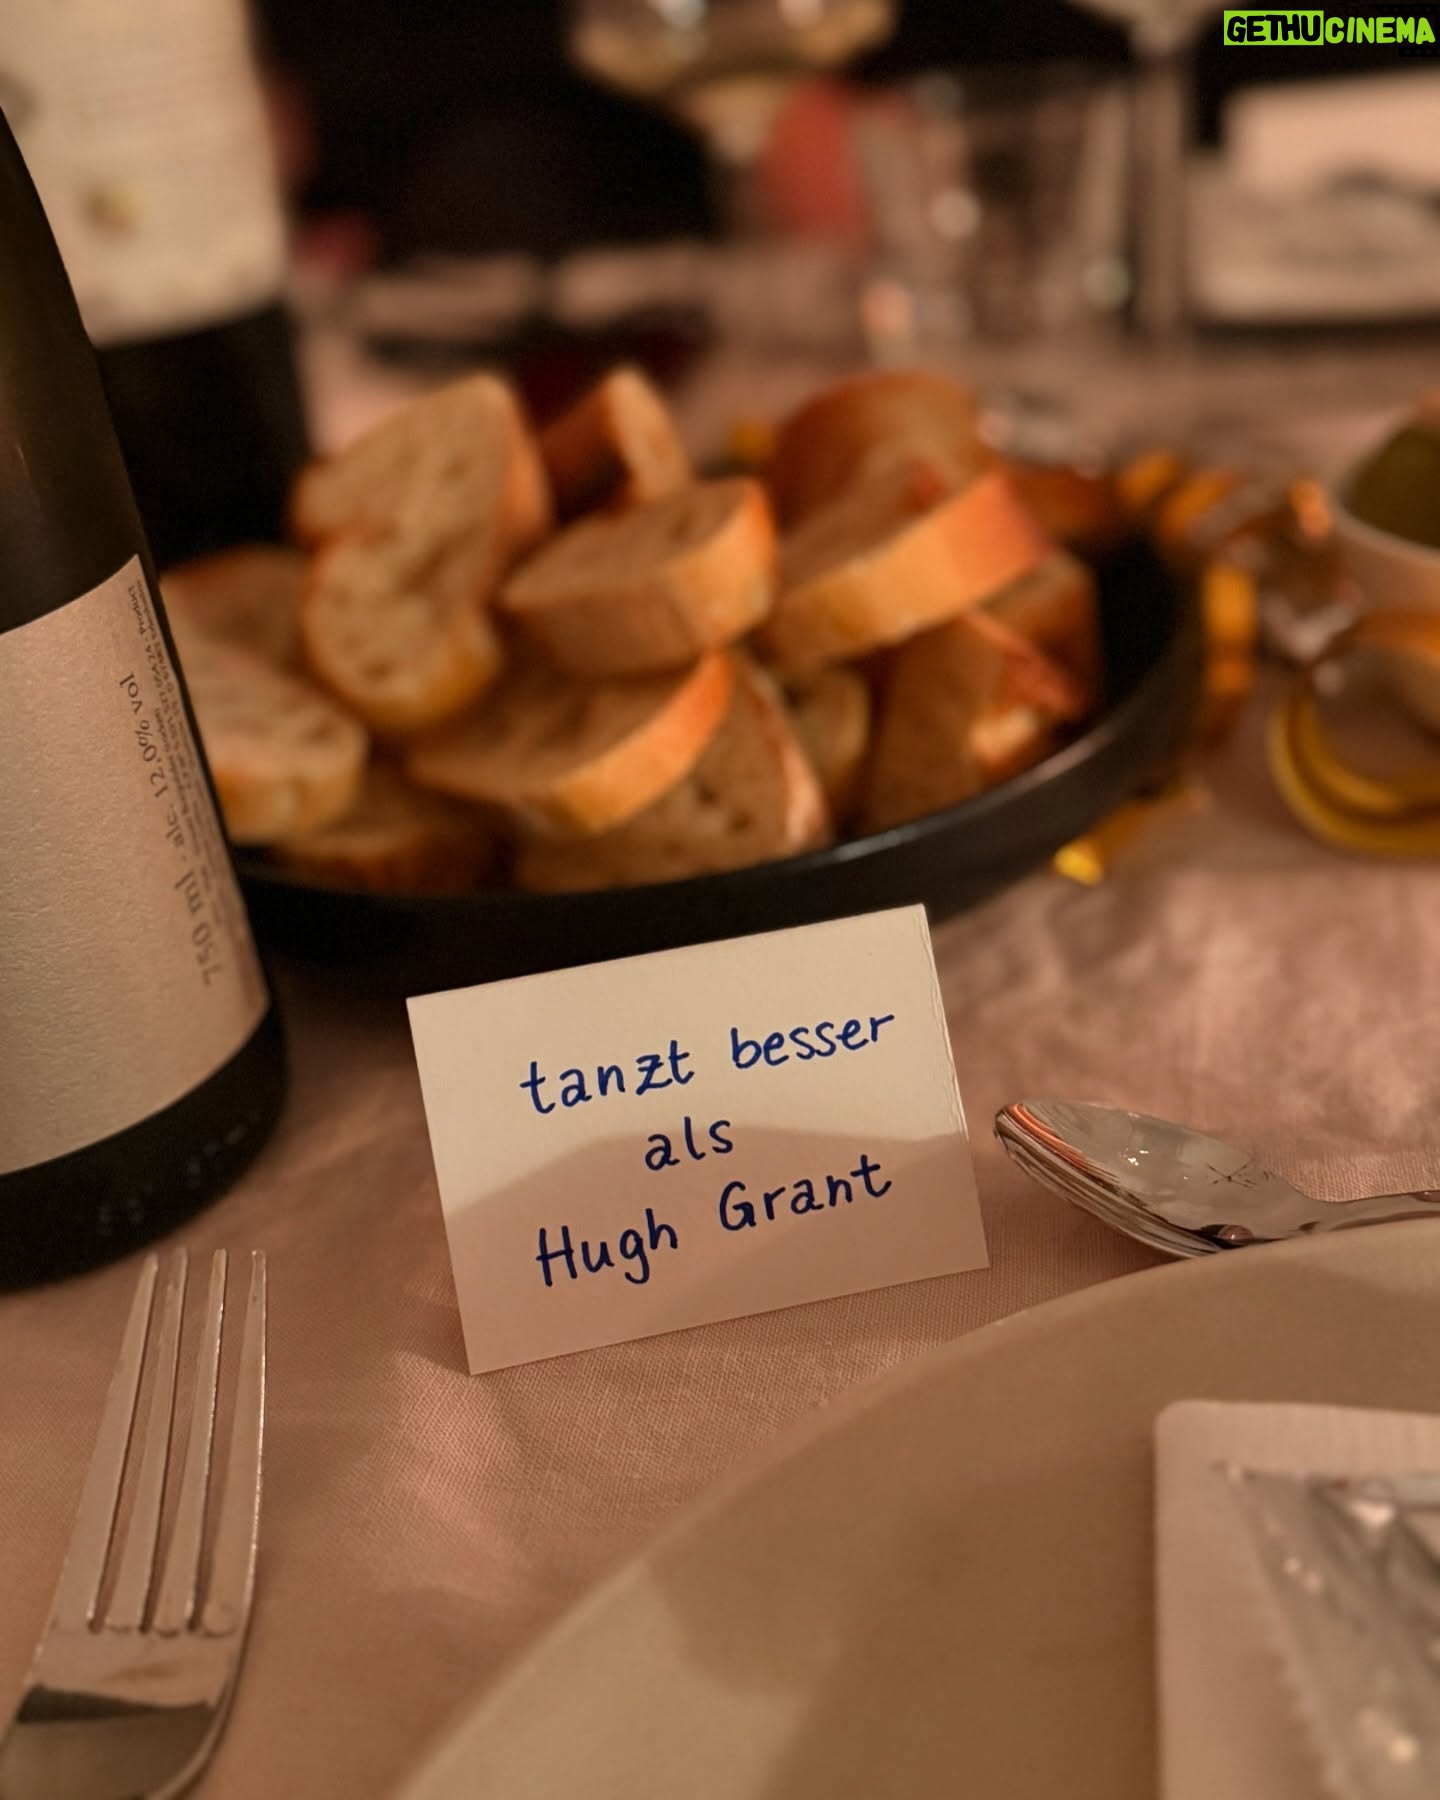 GETHUCINEMA
tanzt besser
als
Hugh Grant
750 ml · alc. 12,0% vol